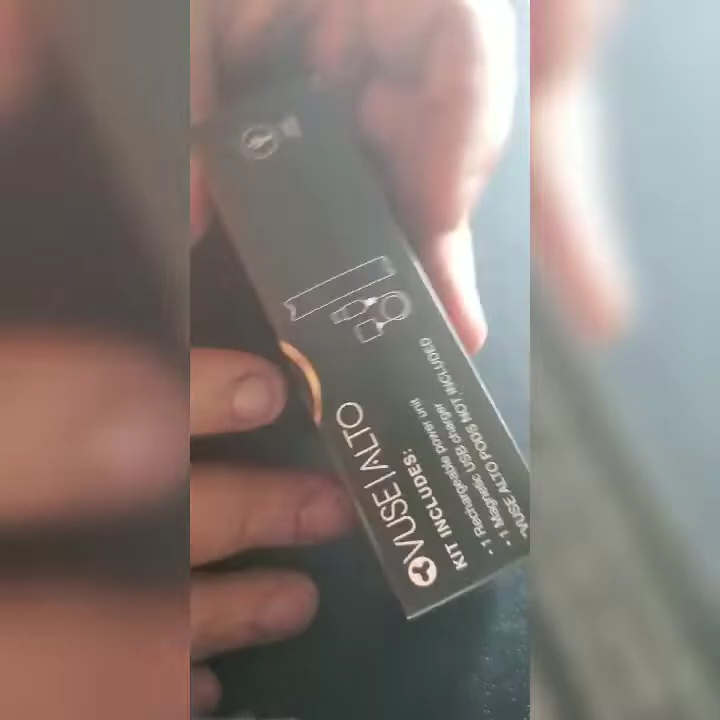 VUSE | ALTO
KIT INCLUDES:
• 1 Rechargeable power unit
• 1 Magnetic USB charger
*VUSE ALTO PODS NOT INCLUDED